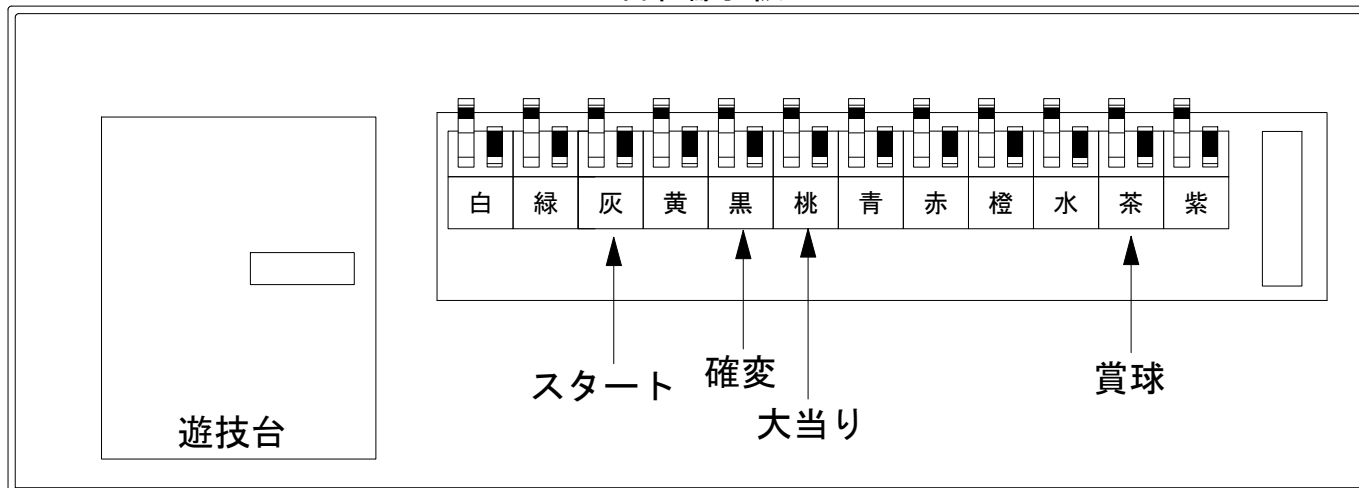 白 緑 灰 黄 黒 桃 青 赤 橙 水 茶 紫
スタート
確変
大当り
賞球
遊技台